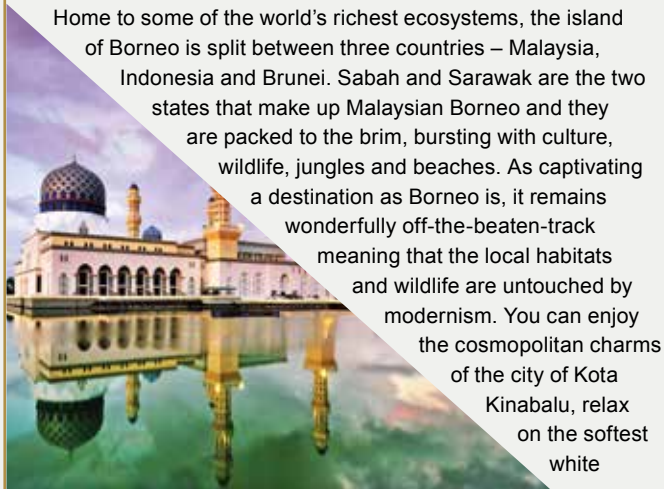 Home to some of the world’s richest ecosystems, the island
of Borneo is split between three countries – Malaysia,
Indonesia and Brunei. Sabah and Sarawak are the two
states that make up Malaysian Borneo and they
are packed to the brim, bursting with culture,
wildlife, jungles and beaches. As captivating
a destination as Borneo is, it remains
wonderfully off-the-beaten-track
meaning that the local habitats
and wildlife are untouched by
modernism. You can enjoy
the cosmopolitan charms
of the city of Kota
Kinabalu, relax
on the softest
white